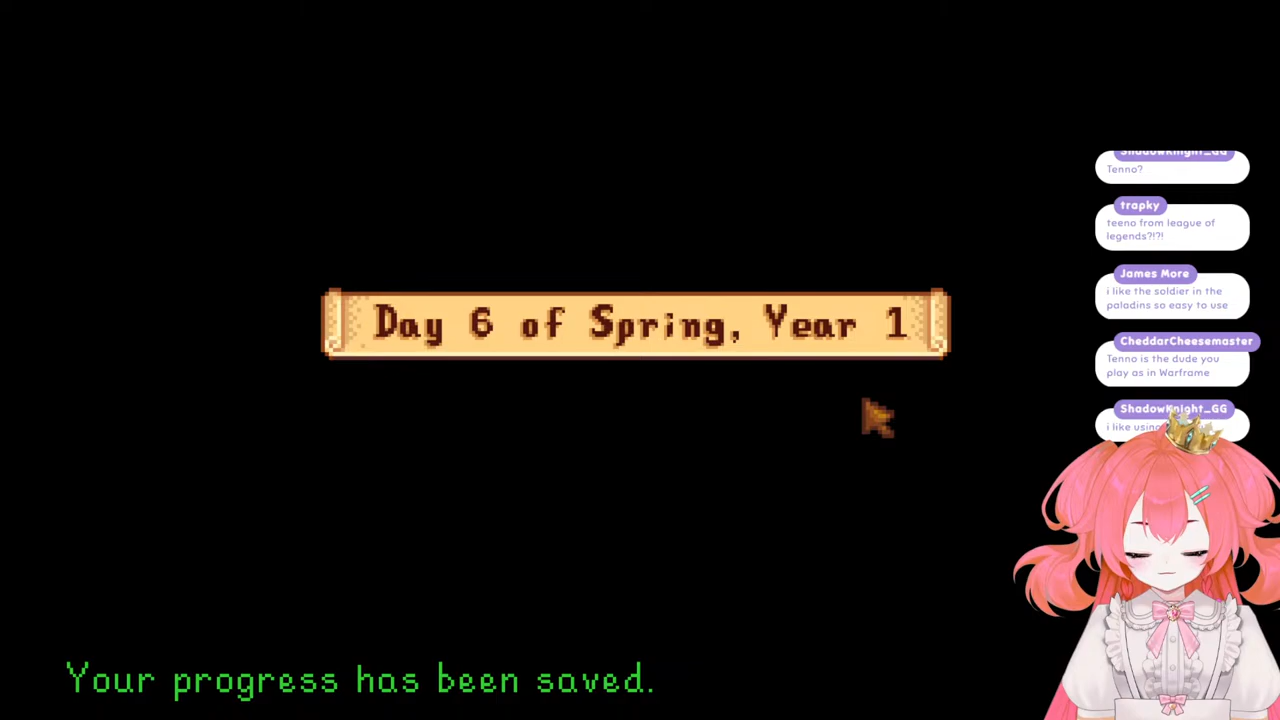 ShadowKnight_GG
Tenno?
trapky
teeno from league of
legends?!?!
James More
i like the soldier in the
paladins so easy to use
CheddarCheesemaster
Tenno is the dude you
play as in Warframe
ShadowKnight_GG
i like
Day 6 of Spring, Year 1
Your progress has been saved.